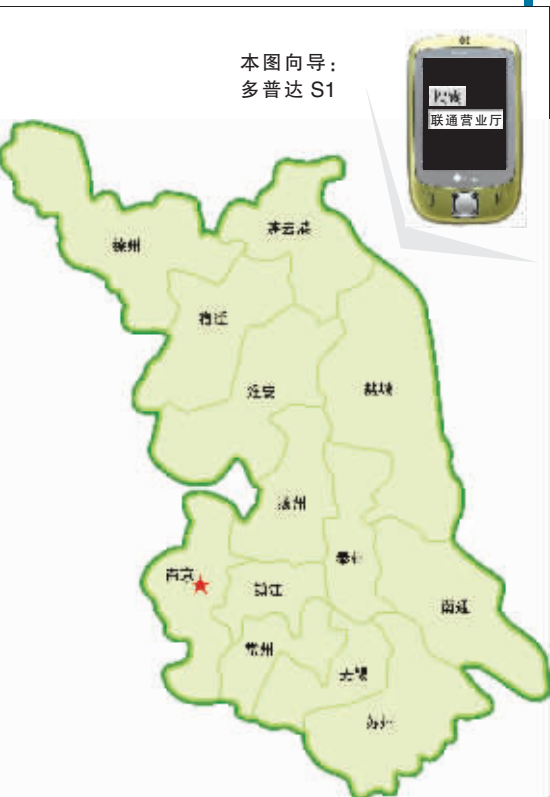 本图向导：
多普达 S1
搜索
联通营业厅
徐州
连云港
宿迁
淮安
盐城
扬州
泰州
南京
镇江
南通
常州
无锡
苏州